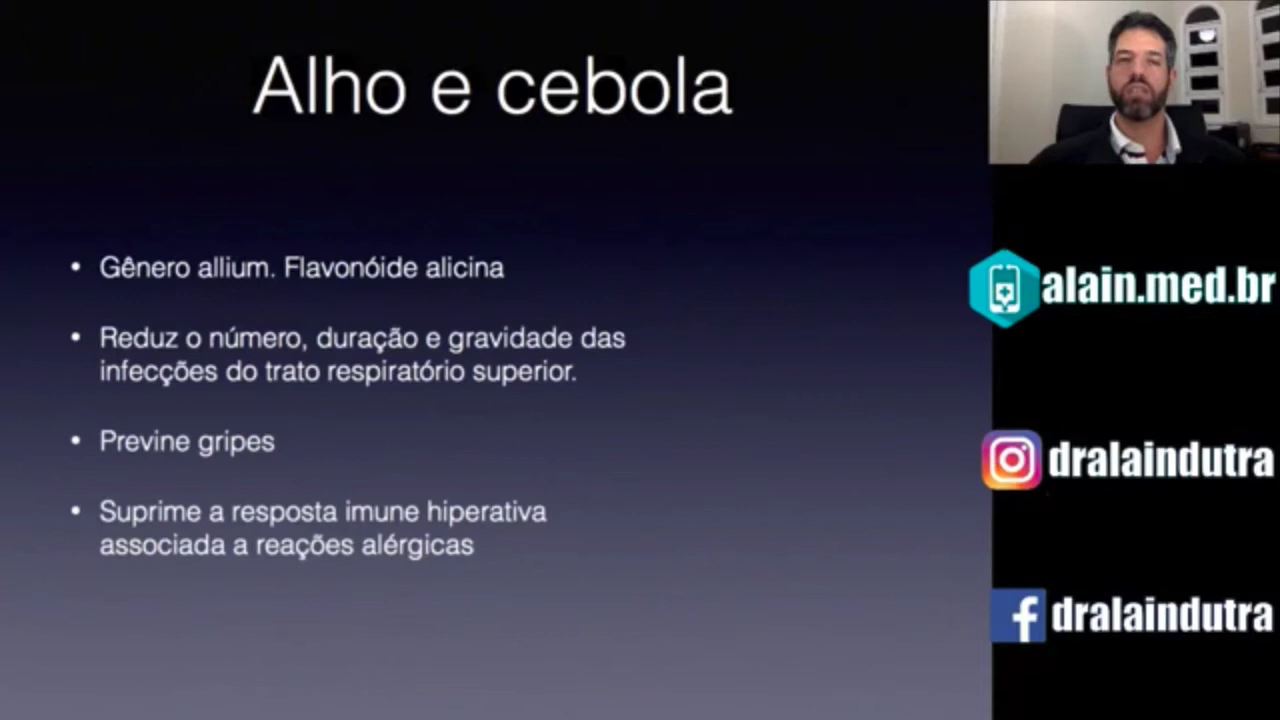 Alho e cebola
• Gênero allium. Flavonóide alicina
• Reduz o número, duração e gravidade das
infecções do trato respiratório superior.
• Previne gripes
• Suprime a resposta imune hiperativa
associada a reações alérgicas
alain.med.br
dralaindutra
dralaindutra